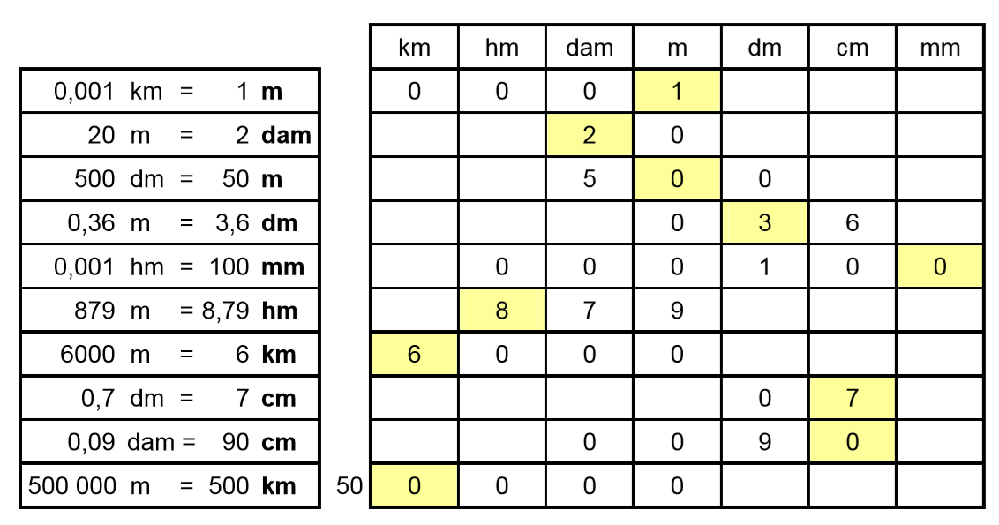 km hm dam m dm cm mm
0,001 km = 1 m 0 0 0 1
20 m = 2 dam 2 0
500 dm = 50 m 5 0 0
0,36 m = 3,6 dm 0 3 6
0,001 hm = 100 mm 0 0 0 1 0 0
879 m = 8,79 hm 8 7 9
6000 m = 6 km 6 0 0 0
0,7 dm = 7 cm 0 7
0,09 dam = 90 cm 0 0 9 0
500 000 m = 500 km 50 0 0 0 0